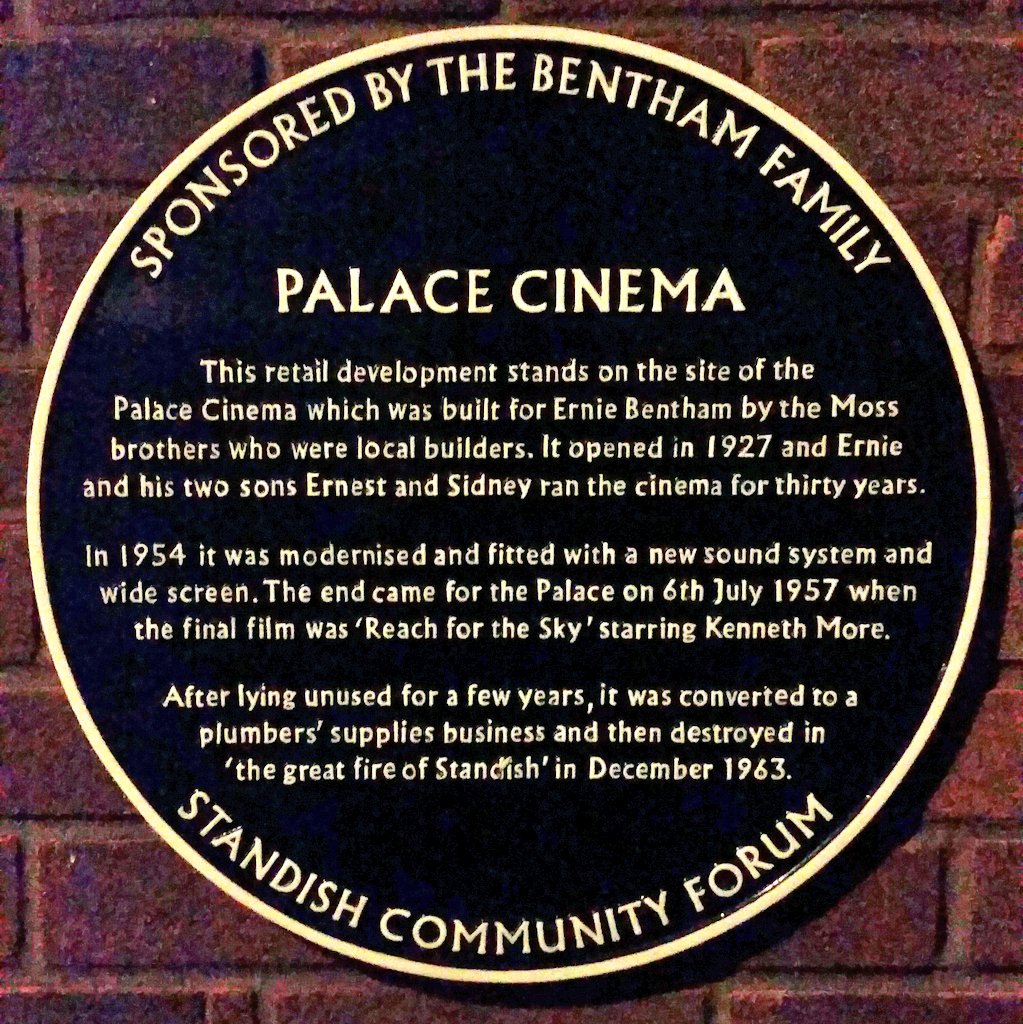 SPONSORED BY THE BENTHAM FAMILY
PALACE CINEMA
This retail development stands on the site of the
Palace Cinema which was built for Ernie Bentham by the Moss
brothers who were local builders. It opened in 1927 and Ernie
and his two sons Ernest and Sidney ran the cinema for thirty years.
In 1954 it was modernised and fitted with a new sound system and
wide screen. The end came for the Palace on 6th July 1957 when
the final film was ‘Reach for the Sky’ starring Kenneth More.
After lying unused for a few years, it was converted to a
plumbers’ supplies business and then destroyed in
‘the great fire of Standish’ in December 1963.
STANDISH COMMUNITY FORUM